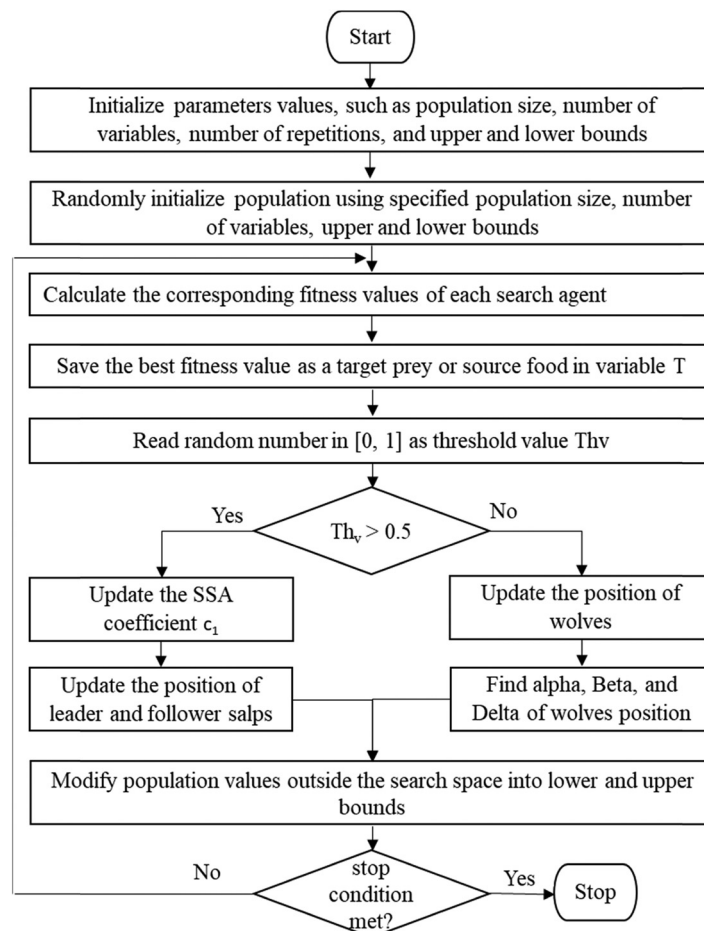 Start
Initialize parameters values, such as population size, number of
variables, number of repetitions, and upper and lower bounds
Randomly initialize population using specified population size, number
of variables, upper and lower bounds
Calculate the corresponding fitness values of each search agent
Save the best fitness value as a target prey or source food in variable T
Read random number in [0, 1] as threshold value Thv
Yes
Thᵥ > 0.5
No
Update the SSA
coefficient c₁
Update the position of
wolves
Update the position of
leader and follower salps
Find alpha, Beta, and
Delta of wolves position
Modify population values outside the search space into lower and upper
bounds
No
stop
condition
met?
Yes
Stop